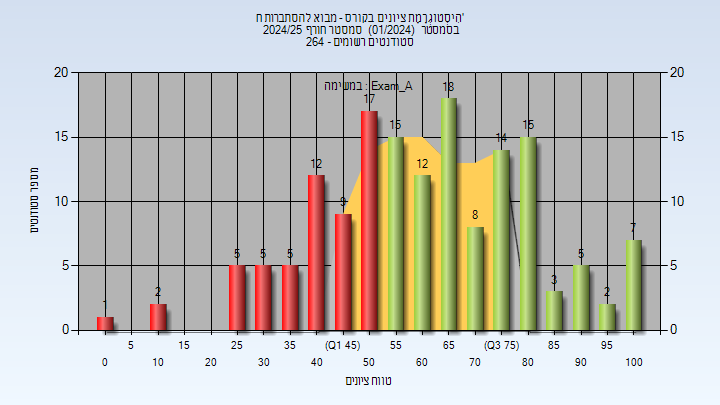 הִיסְטוֹגְרָמַת ציונים בקורס - מבוא להסתברות ח'
בסמסטר (01/2024) סמסטר חורף 2024/25
סטודנטים רשומים - 264
במשימה : Exam_A
20 20
15 15
10 10
5 5
0 0
מספר סטודנטים
1 2 5 5 5 12 9 17 15 12 18 8 14 15 3 5 2 7
5 15 25 35 (Q1 45) 55 65 (Q3 75) 85 95
0 10 20 30 40 50 60 70 80 90 100
טווח ציונים